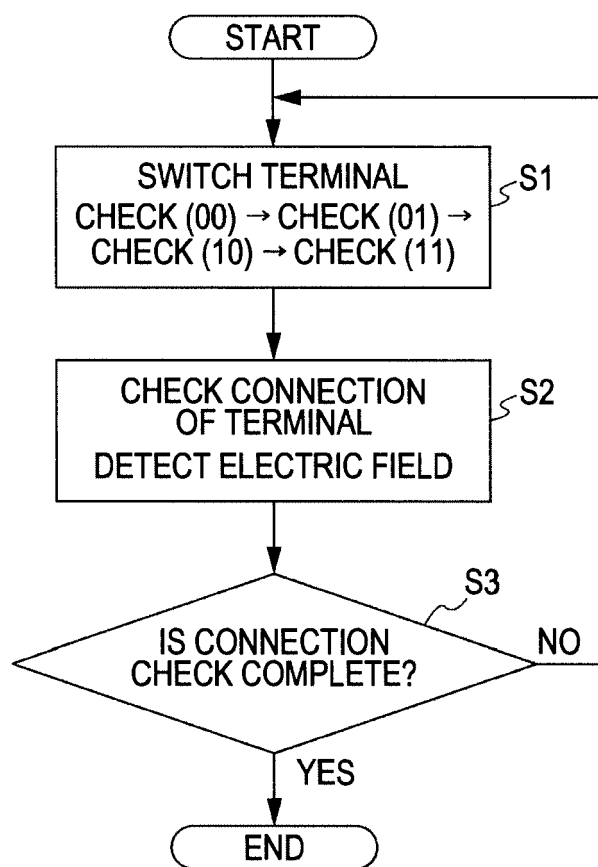 START
SWITCH TERMINAL
CHECK (00) → CHECK (01) →
CHECK (10) → CHECK (11)
S1
CHECK CONNECTION
OF TERMINAL
DETECT ELECTRIC FIELD
S2
S3
IS CONNECTION
CHECK COMPLETE?
NO
YES
END